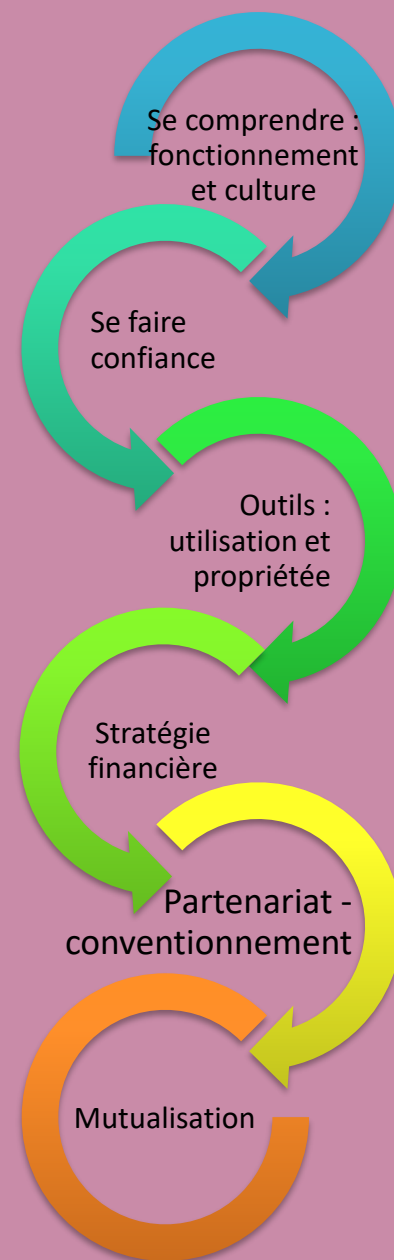 Se comprendre :
fonctionnement
et culture
Se faire
confiance
Outils :
utilisation et
propriétée
Stratégie
financière
Partenariat -
conventionnement
Mutualisation